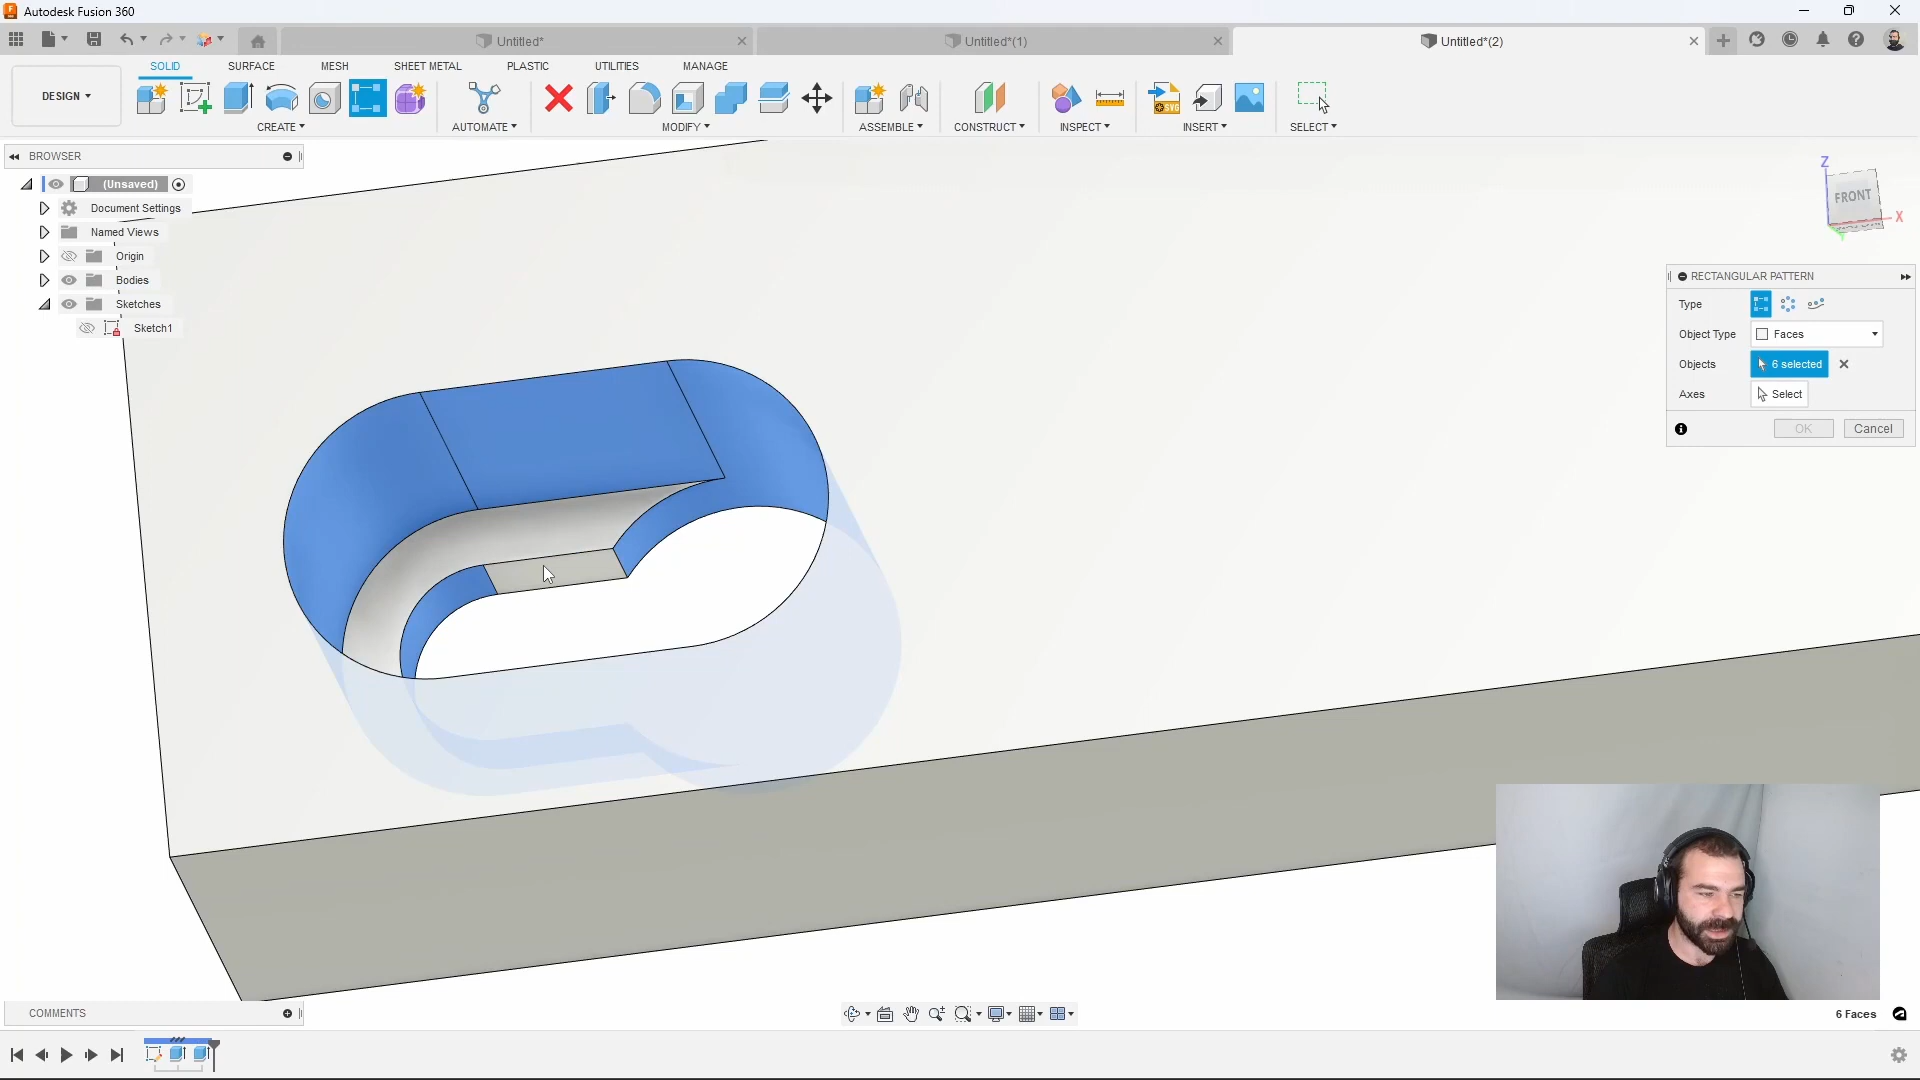 Autodesk Fusion 360
Untitled*
Untitled*(1)
Untitled*(2)
DESIGN
SOLID
SURFACE
MESH
SHEET METAL
PLASTIC
UTILITIES
MANAGE
CREATE
AUTOMATE
MODIFY
ASSEMBLE
CONSTRUCT
INSPECT
INSERT
SELECT
SVG
BROWSER
(Unsaved)
Document Settings
Named Views
Origin
Bodies
Sketches
Sketch1
Z
FRONT
X
RECTANGULAR PATTERN
Type
Object Type
Faces
Objects
6 selected
Axes
Select
OK
Cancel
COMMENTS
6 Faces